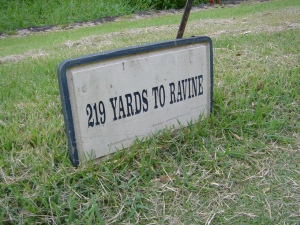 219 YARDS TO RAVINE